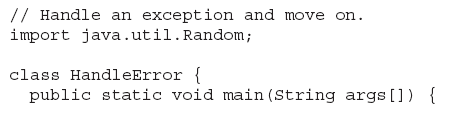 // Handle an exception and move on.
import java.util.Random;
class HandleError {
public static void main(String args[]) {